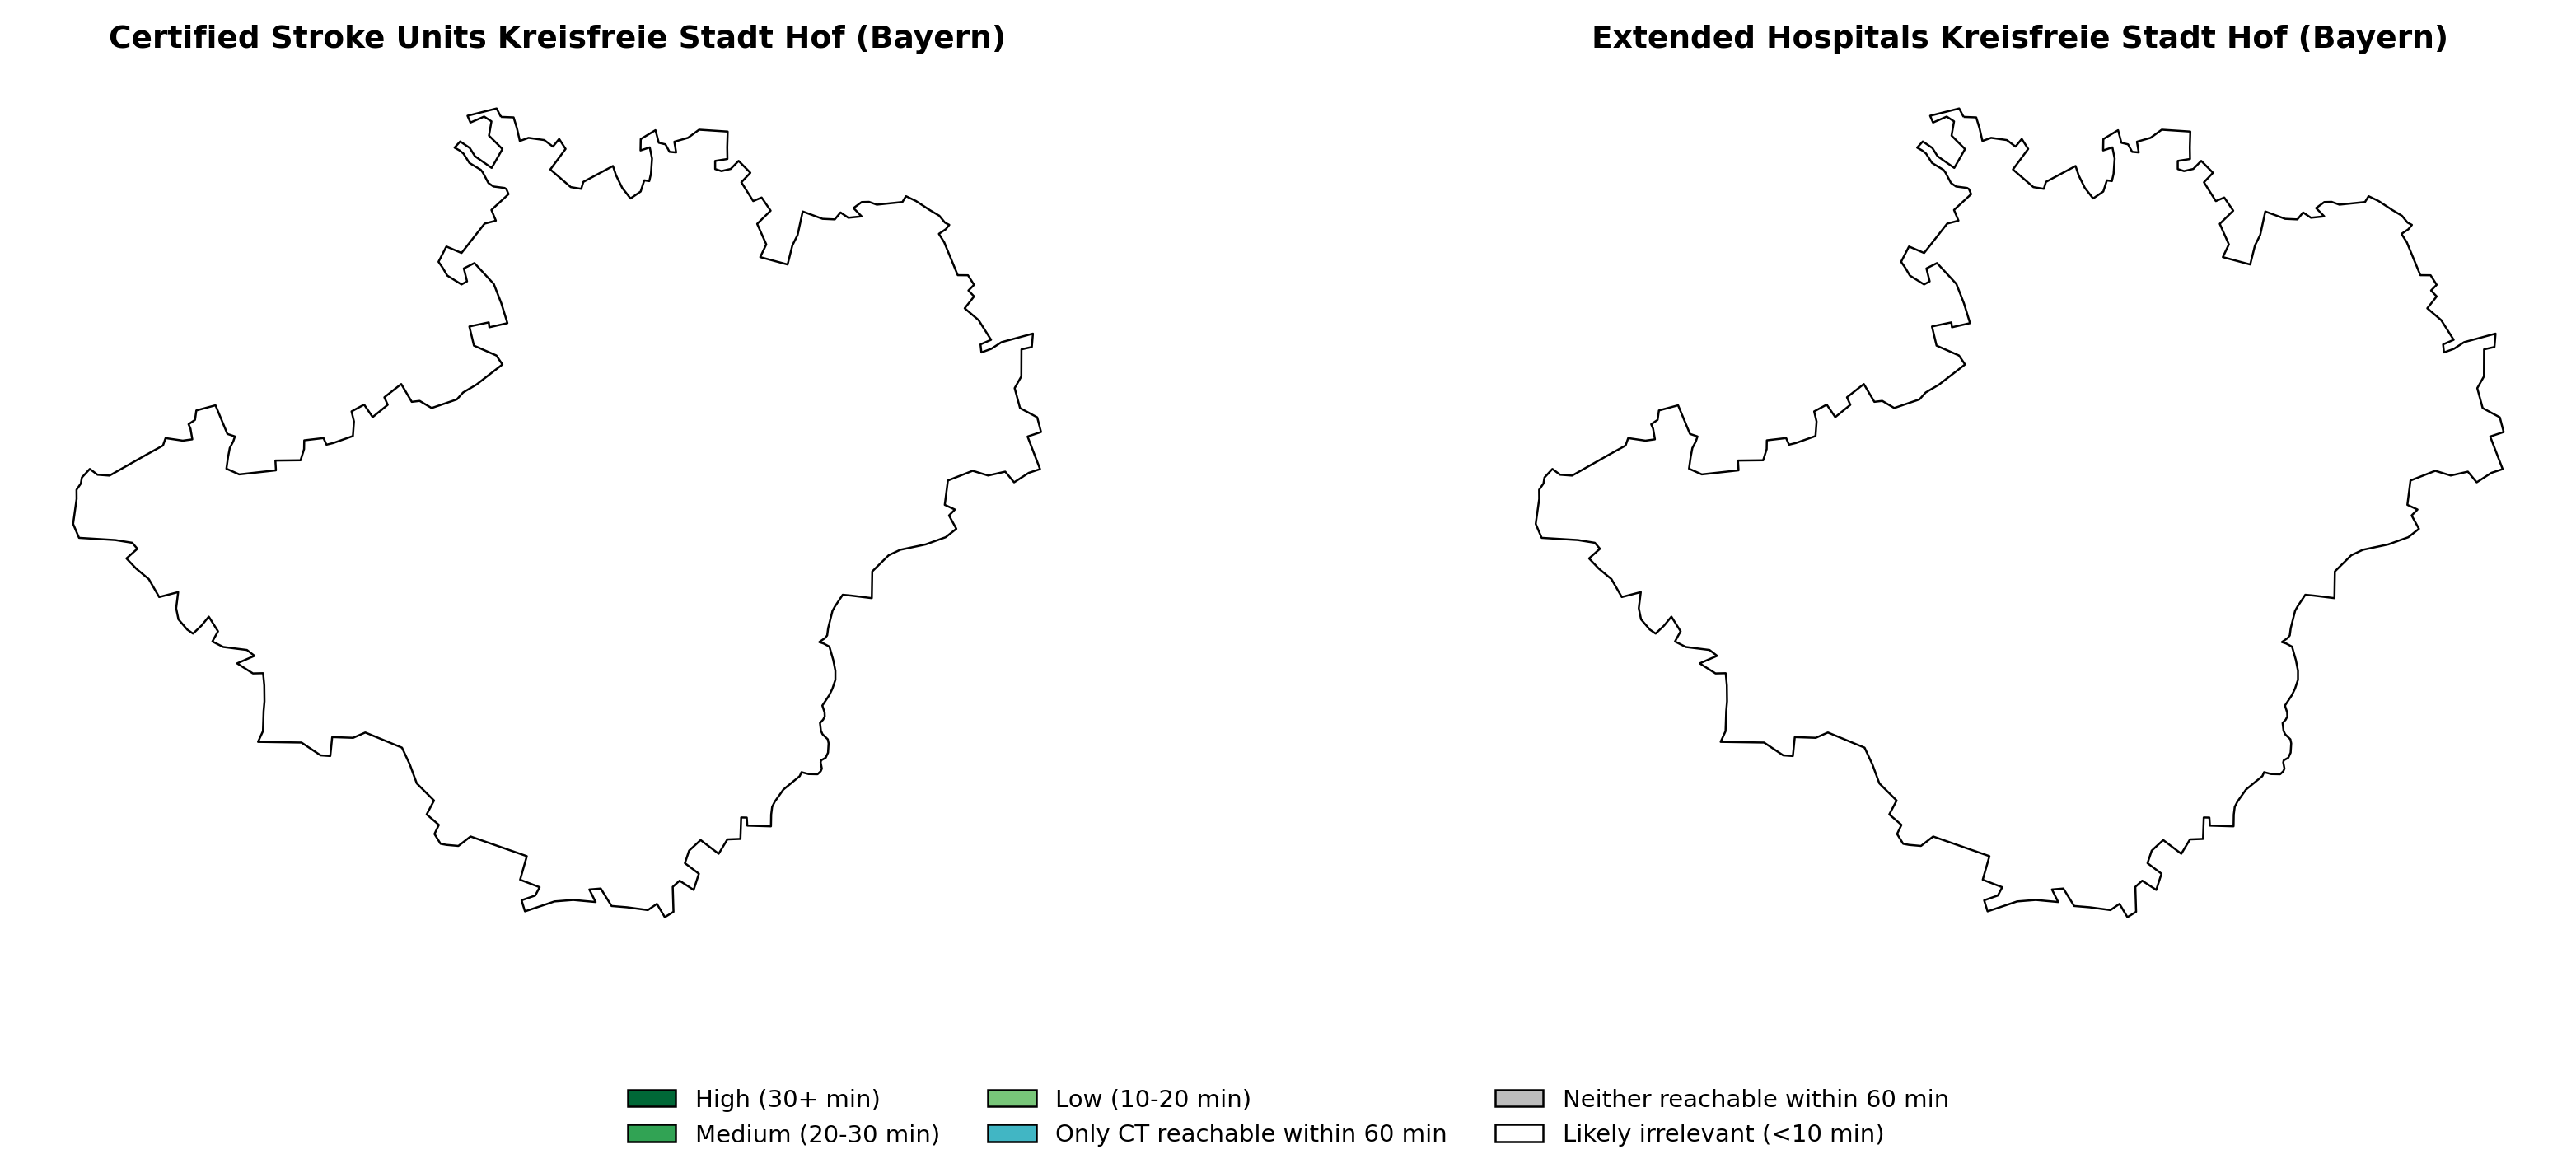 Certified Stroke Units Kreisfreie Stadt Hof (Bayern)
Extended Hospitals Kreisfreie Stadt Hof (Bayern)
High (30+ min)
Medium (20-30 min)
Low (10-20 min)
Only CT reachable within 60 min
Neither reachable within 60 min
Likely irrelevant (<10 min)